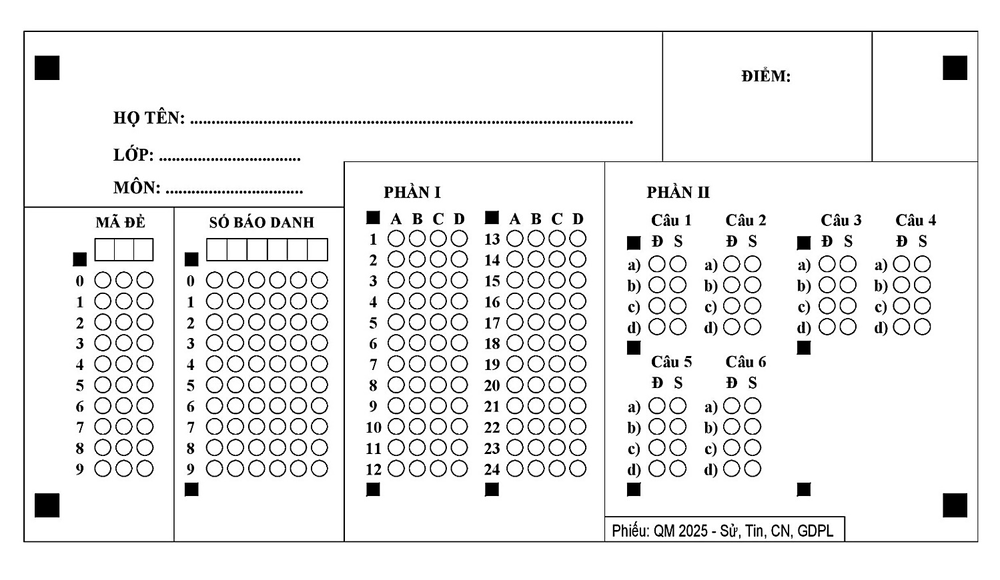 ĐIỂM:
HỌ TÊN: ........................................................................................................
LỚP: .................................
MÔN: ................................
MÃ ĐỀ
0
1
2
3
4
5
6
7
8
9
SỐ BÁO DANH
0
1
2
3
4
5
6
7
8
9
PHẦN I
A B C D
1
2
3
4
5
6
7
8
9
10
11
12
A B C D
13
14
15
16
17
18
19
20
21
22
23
24
PHẦN II
Câu 1 Câu 2 Câu 3 Câu 4
Đ S Đ S Đ S Đ S
a) a) a) a)
b) b) b) b)
c) c) c) c)
d) d) d) d)
Câu 5 Câu 6
Đ S Đ S
a) a)
b) b)
c) c)
d) d)
Phiếu: QM 2025 - Sử, Tin, CN, GDPL